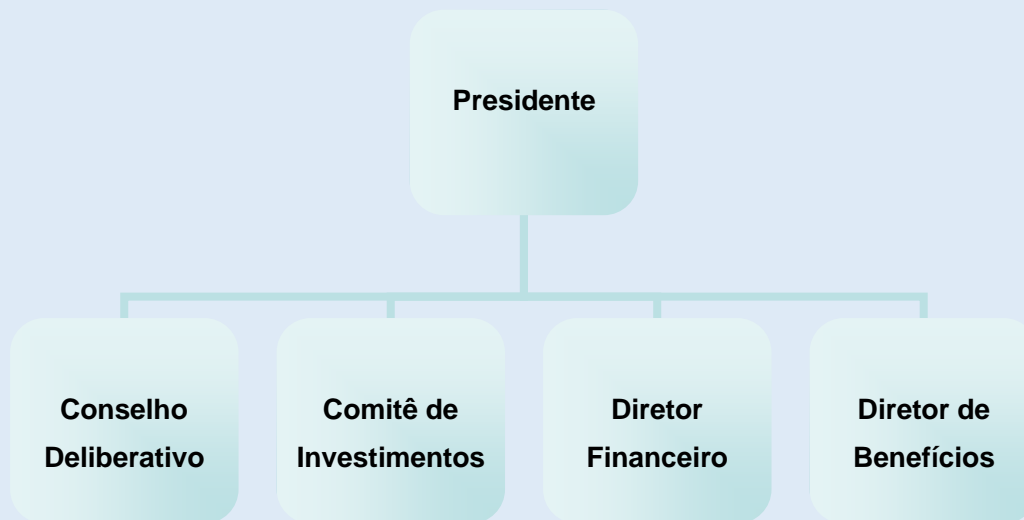 Presidente
Conselho
Deliberativo
Comitê de
Investimentos
Diretor
Financeiro
Diretor de
Benefícios